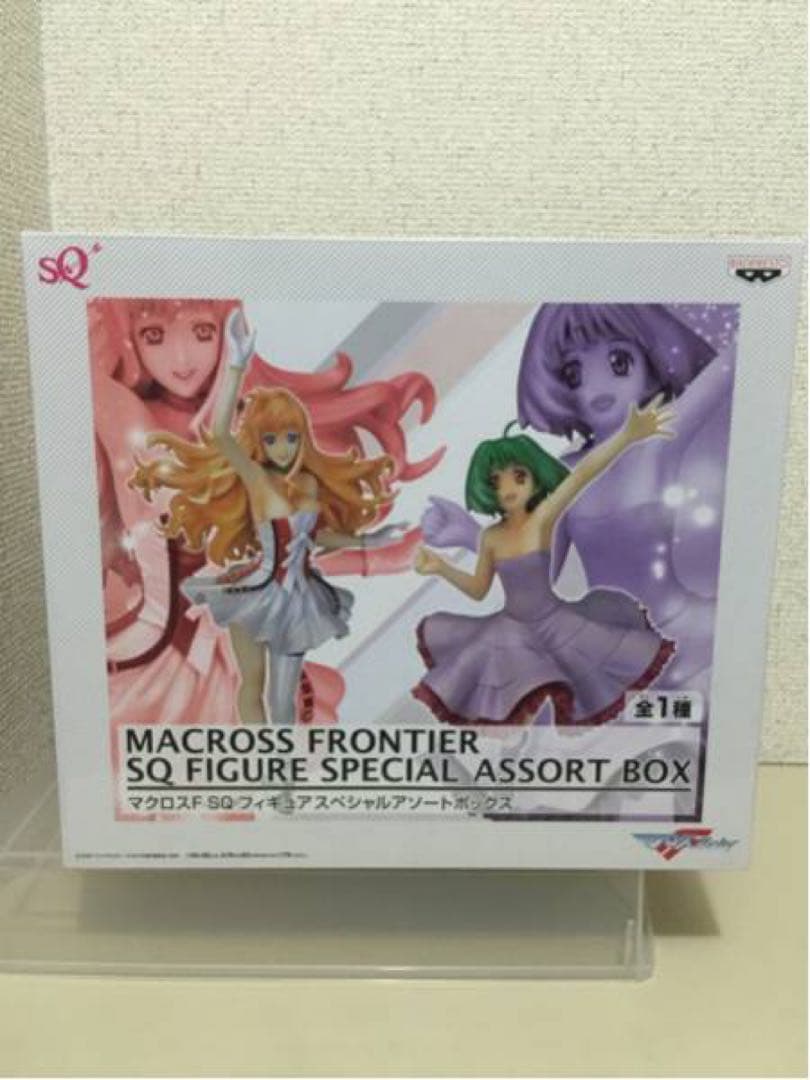 SQ
BANPRESTO
全1種
MACROSS FRONTIER
SQ FIGURE SPECIAL ASSORT BOX
マクロスF SQ フィギュアスペシャルアソートボックス